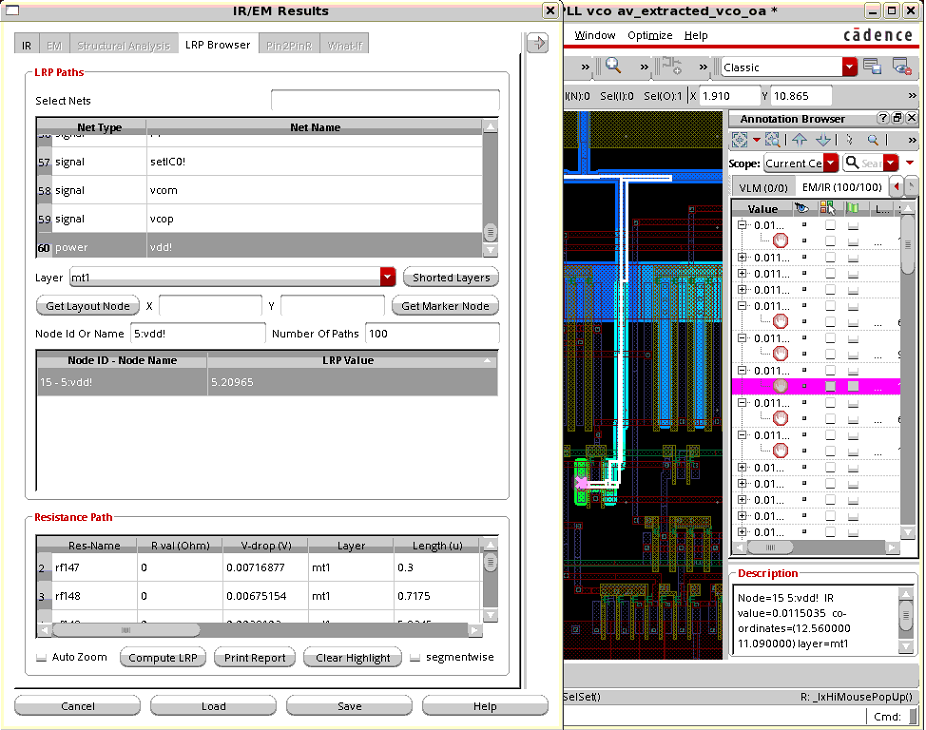 IR/EM Results
PLL vco av_extracted_vco_oa *
Window Optimize Help
cādence
IR EM Structural Analysis LRP Browser Pin2PinR What-If
LRP Paths
Select Nets
Net Type Net Name
56 signal
57 signal setIC0!
58 signal vcom
59 signal vcop
60 power vdd!
Layer mt1 Shorted Layers
Get Layout Node X Y Get Marker Node
Node Id Or Name 5:vdd! Number Of Paths 100
Node ID - Node Name LRP Value
15 - 5:vdd! 5.20965
Resistance Path
Res-Name R val (Ohm) V-drop (V) Layer Length (u)
2 rf147 0 0.00716877 mt1 0.3
3 rf148 0 0.00675154 mt1 0.7175
Auto Zoom Compute LRP Print Report Clear Highlight segmentwise
Cancel Load Save Help
» » » Classic
(N):0 Sel(I):0 Sel(O):1 X 1.910 Y 10.865 »
Annotation Browser
»
Scope: Current Ce Sear
VLM (0/0) EM/IR (100/100)
Value L...
0.01...
...
0.011...
0.011...
0.011...
0.011...
...
0.011...
...
0.011...
...
0.011...
...
0.011...
...
0.01...
0.01...
0.01...
0.01...
0.01...
Description
Node=15 5:vdd! IR
value=0.0115035 co-
ordinates=(12.560000
11.090000) layer=mt1
SelSet() R: _lxHiMousePopUp()
Cmd: